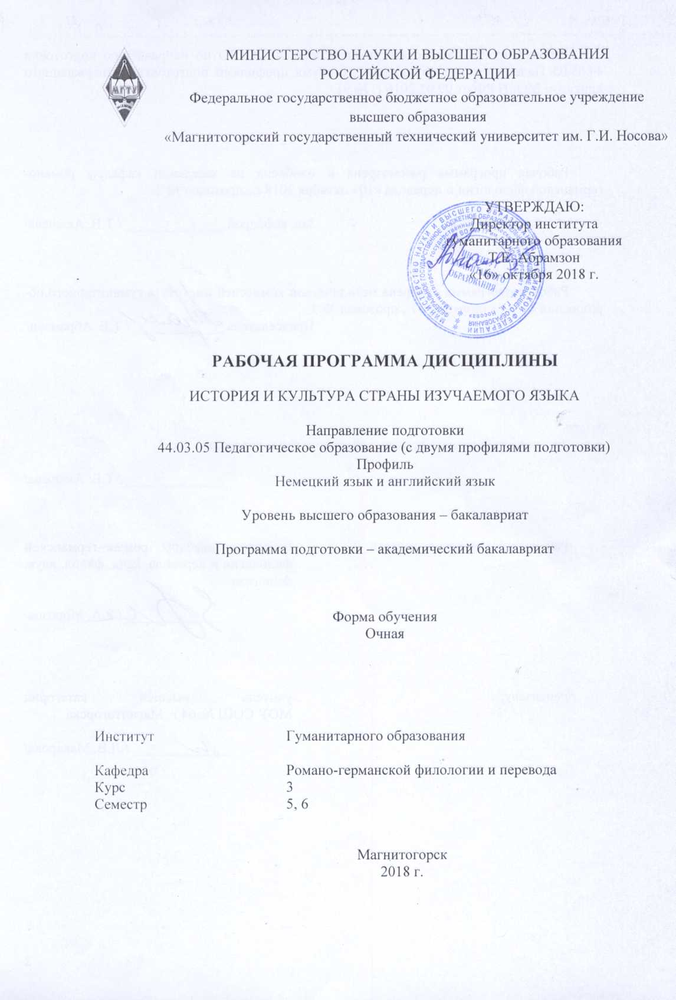 МИНИСТЕРСТВО НАУКИ И ВЫСШЕГО ОБРАЗОВАНИЯ
РОССИЙСКОЙ ФЕДЕРАЦИИ
Федеральное государственное бюджетное образовательное учреждение
высшего образования
«Магнитогорский государственный технический университет им. Г.И. Носова»
МГТУ
УТВЕРЖДАЮ:
Директор института
гуманитарного образования
Т.Е. Абрамзон
«16» октября 2018 г.
РАБОЧАЯ ПРОГРАММА ДИСЦИПЛИНЫ
ИСТОРИЯ И КУЛЬТУРА СТРАНЫ ИЗУЧАЕМОГО ЯЗЫКА
Направление подготовки
44.03.05 Педагогическое образование (с двумя профилями подготовки)
Профиль
Немецкий язык и английский язык
Уровень высшего образования – бакалавриат
Программа подготовки – академический бакалавриат
Форма обучения
Очная
Институт Гуманитарного образования
Кафедра Романо-германской филологии и перевода
Курс 3
Семестр 5, 6
Магнитогорск
2018 г.